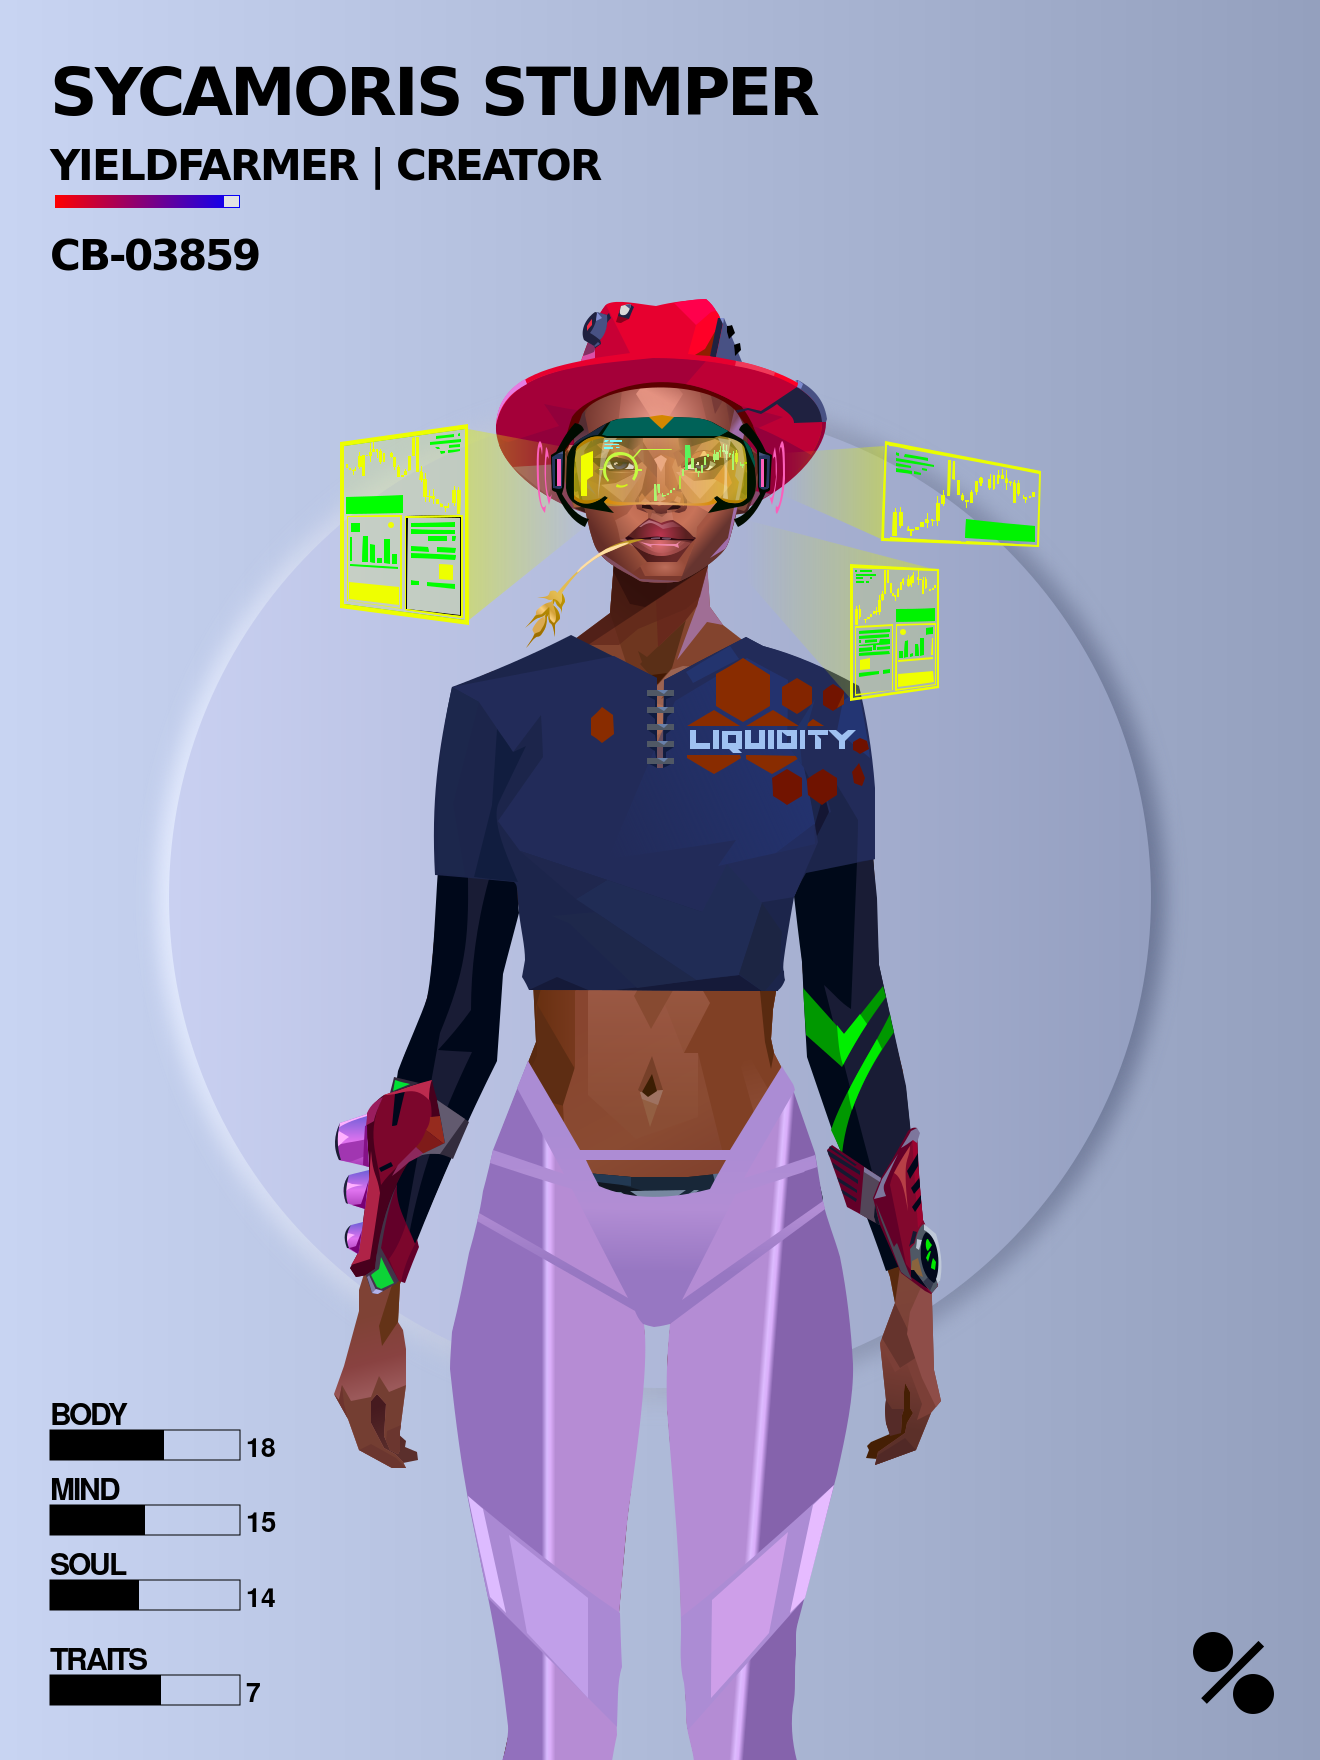 SYCAMORIS STUMPER
YIELDFARMER | CREATOR
CB-03859
LIQUIDITY
BODY
18
MIND
15
SOUL
14
TRAITS
7